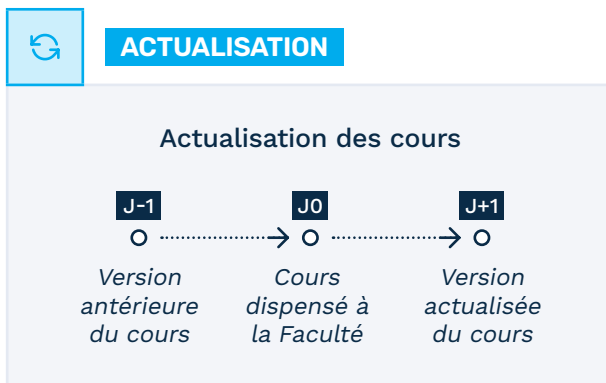 ACTUALISATION
Actualisation des cours
J-1 J0 J+1
Version Cours Version
antérieure dispensé à actualisée
du cours la Faculté du cours